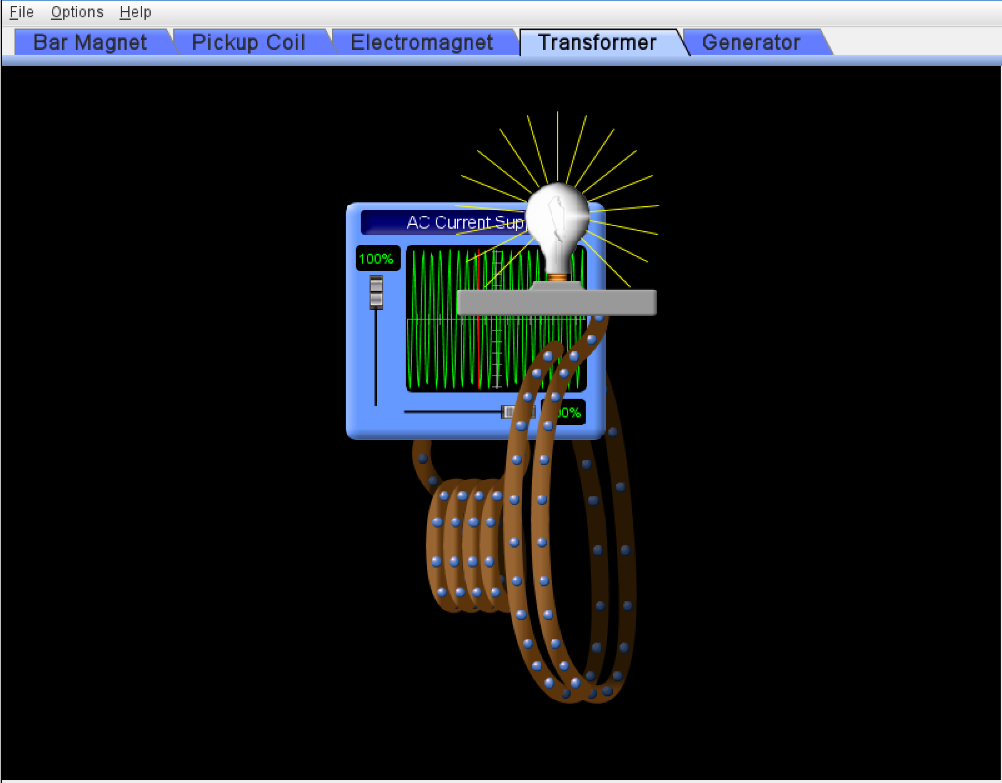 File Options Help
Bar Magnet Pickup Coil Electromagnet Transformer Generator
AC Current Sup
100%
00%